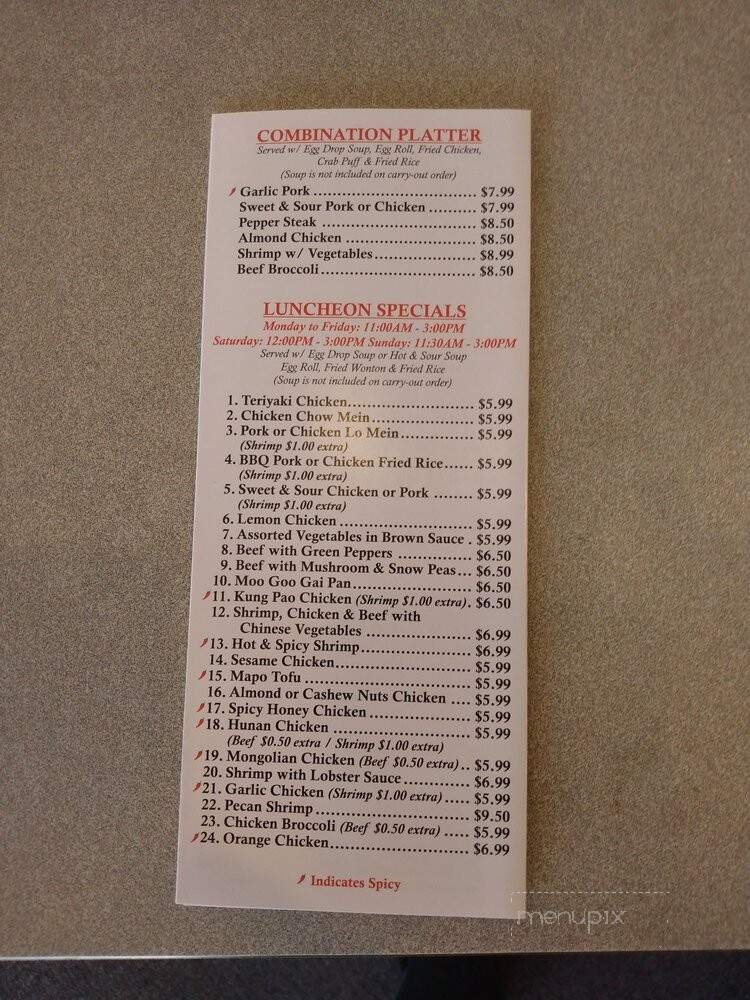 COMBINATION PLATTER
Served w/ Egg Drop Soup, Egg Roll, Fried Chicken,
Crab Puff & Fried Rice
(Soup is not included on carry-out order)
Garlic Pork .................................. $7.99
Sweet & Sour Pork or Chicken .......... $7.99
Pepper Steak ................................ $8.50
Almond Chicken ........................... $8.50
Shrimp w/ Vegetables..................... $8.99
Beef Broccoli................................ $8.50
LUNCHEON SPECIALS
Monday to Friday: 11:00AM - 3:00PM
Saturday: 12:00PM - 3:00PM Sunday: 11:30AM - 3:00PM
Served w/ Egg Drop Soup or Hot & Sour Soup
Egg Roll, Fried Wonton & Fried Rice
(Soup is not included on carry-out order)
1. Teriyaki Chicken.......................... $5.99
2. Chicken Chow Mein..................... $5.99
3. Pork or Chicken Lo Mein............... $5.99
(Shrimp $1.00 extra)
4. BBQ Pork or Chicken Fried Rice...... $5.99
(Shrimp $1.00 extra)
5. Sweet & Sour Chicken or Pork ........ $5.99
(Shrimp $1.00 extra)
6. Lemon Chicken ........................... $5.99
7. Assorted Vegetables in Brown Sauce . $5.99
8. Beef with Green Peppers ............... $6.50
9. Beef with Mushroom & Snow Peas... $6.50
10. Moo Goo Gai Pan........................ $6.50
11. Kung Pao Chicken (Shrimp $1.00 extra). $6.50
12. Shrimp, Chicken & Beef with
Chinese Vegetables ..................... $6.99
13. Hot & Spicy Shrimp...................... $6.99
14. Sesame Chicken........................... $5.99
15. Mapo Tofu ................................. $5.99
16. Almond or Cashew Nuts Chicken .... $5.99
17. Spicy Honey Chicken .................... $5.99
18. Hunan Chicken ........................... $5.99
(Beef $0.50 extra / Shrimp $1.00 extra)
19. Mongolian Chicken (Beef $0.50 extra).. $5.99
20. Shrimp with Lobster Sauce............. $6.99
21. Garlic Chicken (Shrimp $1.00 extra) ..... $5.99
22. Pecan Shrimp.............................. $9.50
23. Chicken Broccoli (Beef $0.50 extra) ..... $5.99
24. Orange Chicken........................... $6.99
Indicates Spicy
menupix